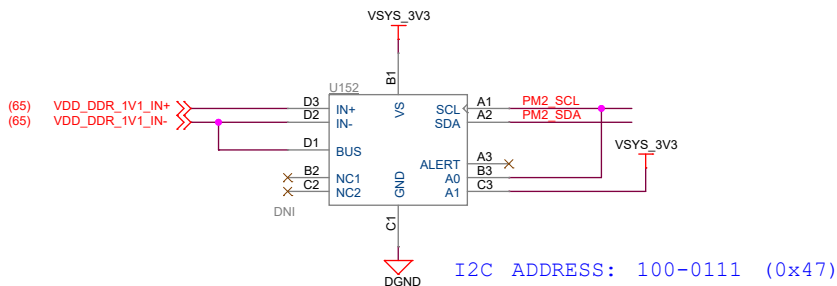 VSYS_3V3
U152
B1
VS
(65) VDD_DDR_1V1_IN+ D3 IN+ SCL A1 PM2_SCL
(65) VDD_DDR_1V1_IN- D2 IN- SDA A2 PM2_SDA
VSYS_3V3
D1 BUS
ALERT A3
B2 NC1 A0 B3
C2 NC2 GND A1 C3
DNI
C1
DGND
I2C ADDRESS: 100-0111 (0x47)